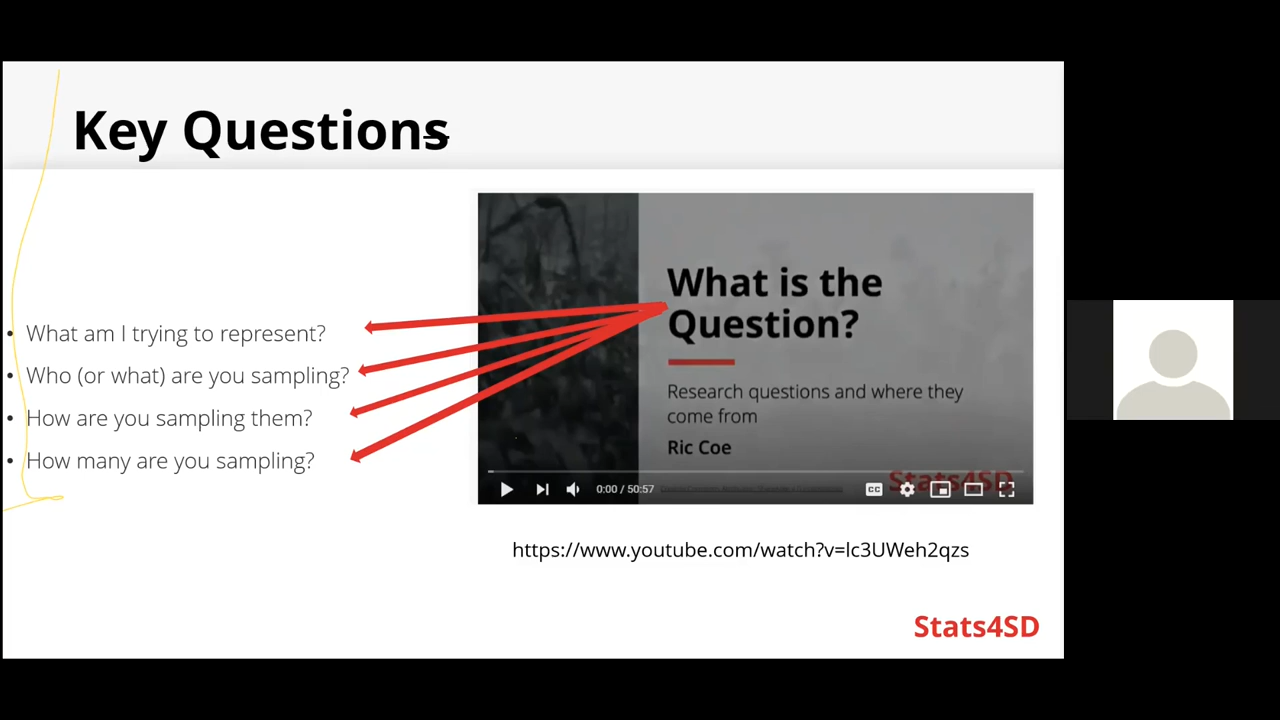 Key Questions
• What am I trying to represent?
• Who (or what) are you sampling?
• How are you sampling them?
• How many are you sampling?
What is the
Question?
Research questions and where they
come from
Ric Coe
Stats4SD
0:00 / 50:57
CC
https://www.youtube.com/watch?v=lc3UWeh2qzs
Stats4SD